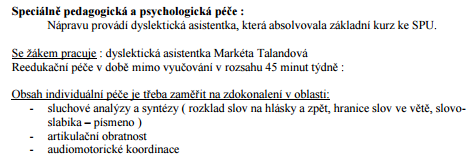 Speciálně pedagogická a psychologická péče :
Nápravu provádí dyslektická asistentka, která absolvovala základní kurz ke SPU.
Se žákem pracuje : dyslektická asistentka Markéta Talandová
Reedukační péče v době mimo vyučování v rozsahu 45 minut týdně :
Obsah individuální péče je třeba zaměřit na zdokonalení v oblasti:
- sluchové analýzy a syntézy ( rozklad slov na hlásky a zpět, hranice slov ve větě, slovo-
slabika – písmeno )
- artikulační obratnost
- audiomotorické koordinace